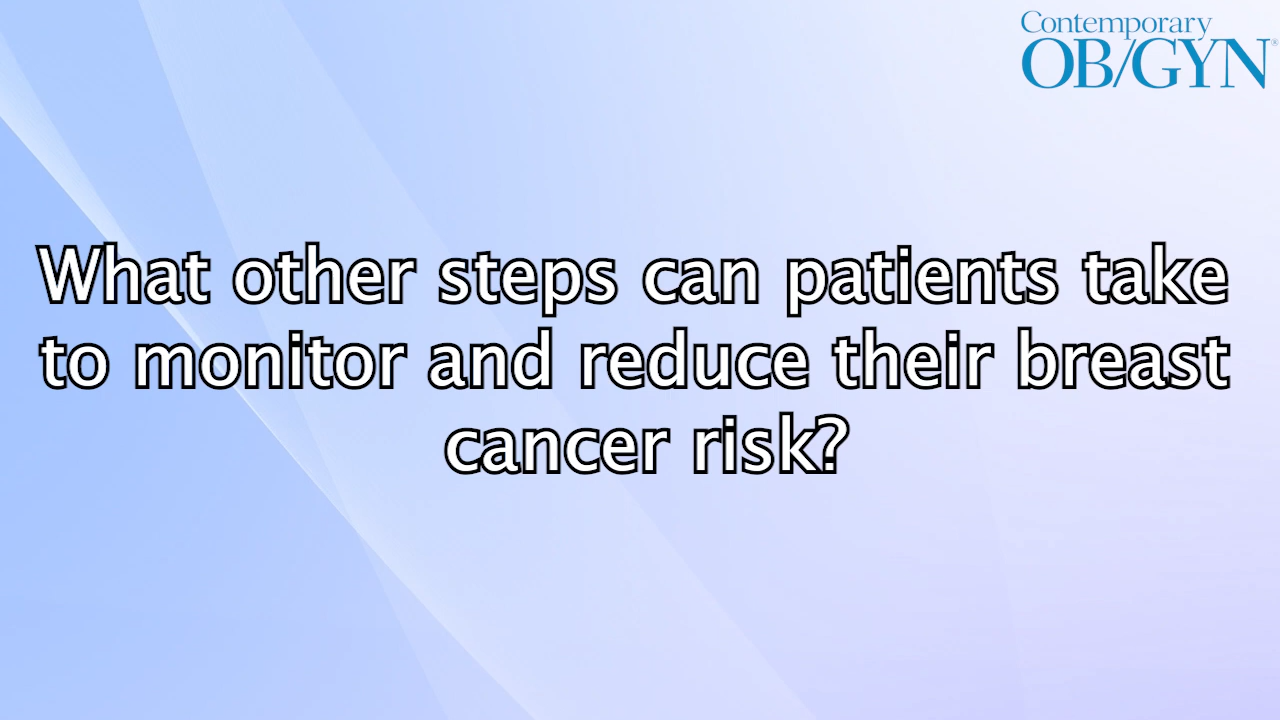 Contemporary
OB/GYN®
What other steps can patients take
to monitor and reduce their breast
cancer risk?